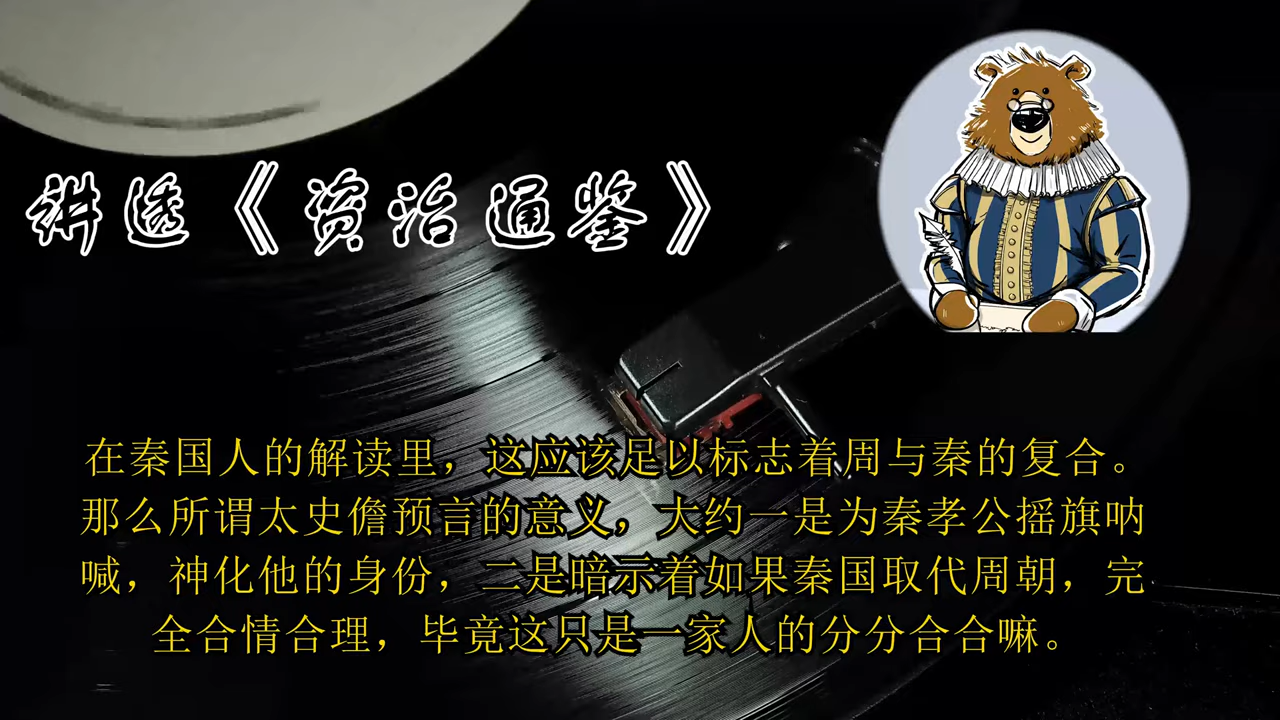 讲透《资治通鉴》
在秦国人的解读里，这应该足以标志着周与秦的复合。
那么所谓太史儋预言的意义，大约一是为秦孝公摇旗呐
喊，神化他的身份，二是暗示着如果秦国取代周朝，完
全合情合理，毕竟这只是一家人的分分合合嘛。